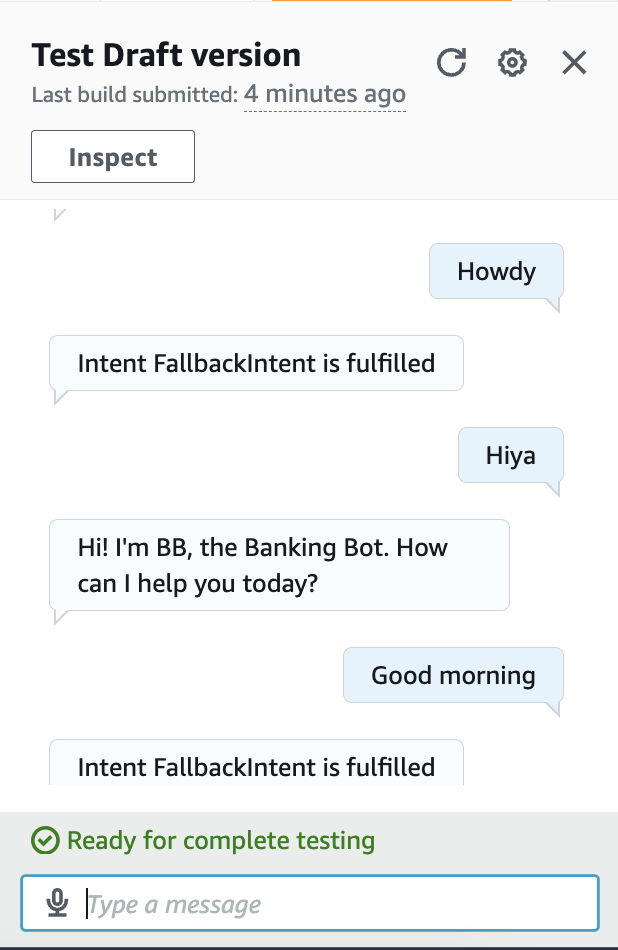 Test Draft version
Last build submitted: 4 minutes ago
Inspect
Howdy
Intent FallbackIntent is fulfilled
Hiya
Hi! I'm BB, the Banking Bot. How
can I help you today?
Good morning
Intent FallbackIntent is fulfilled
Ready for complete testing
Type a message